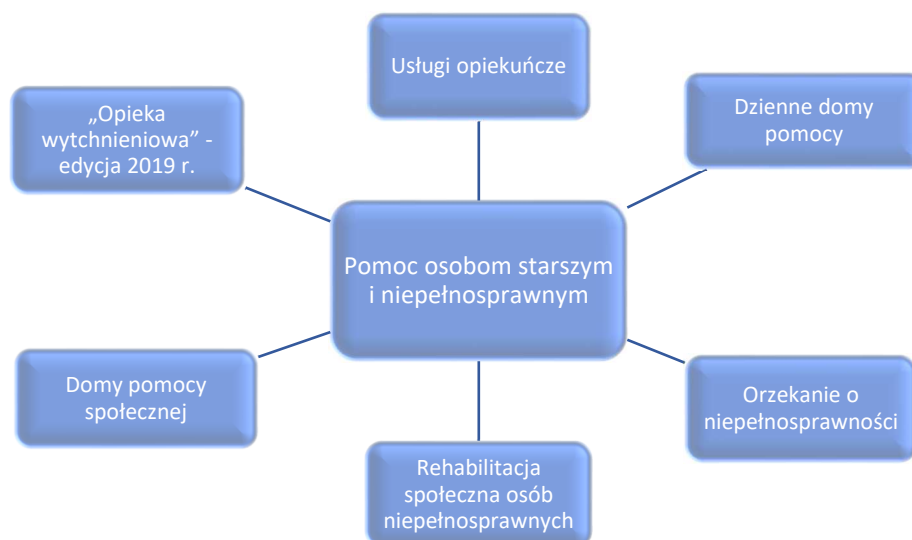 Usługi opiekuńcze
„Opieka
wytchnieniowa” -
edycja 2019 r.
Dzienne domy
pomocy
Pomoc osobom starszym
i niepełnosprawnym
Domy pomocy
społecznej
Orzekanie o
niepełnosprawności
Rehabilitacja
społeczna osób
niepełnosprawnych